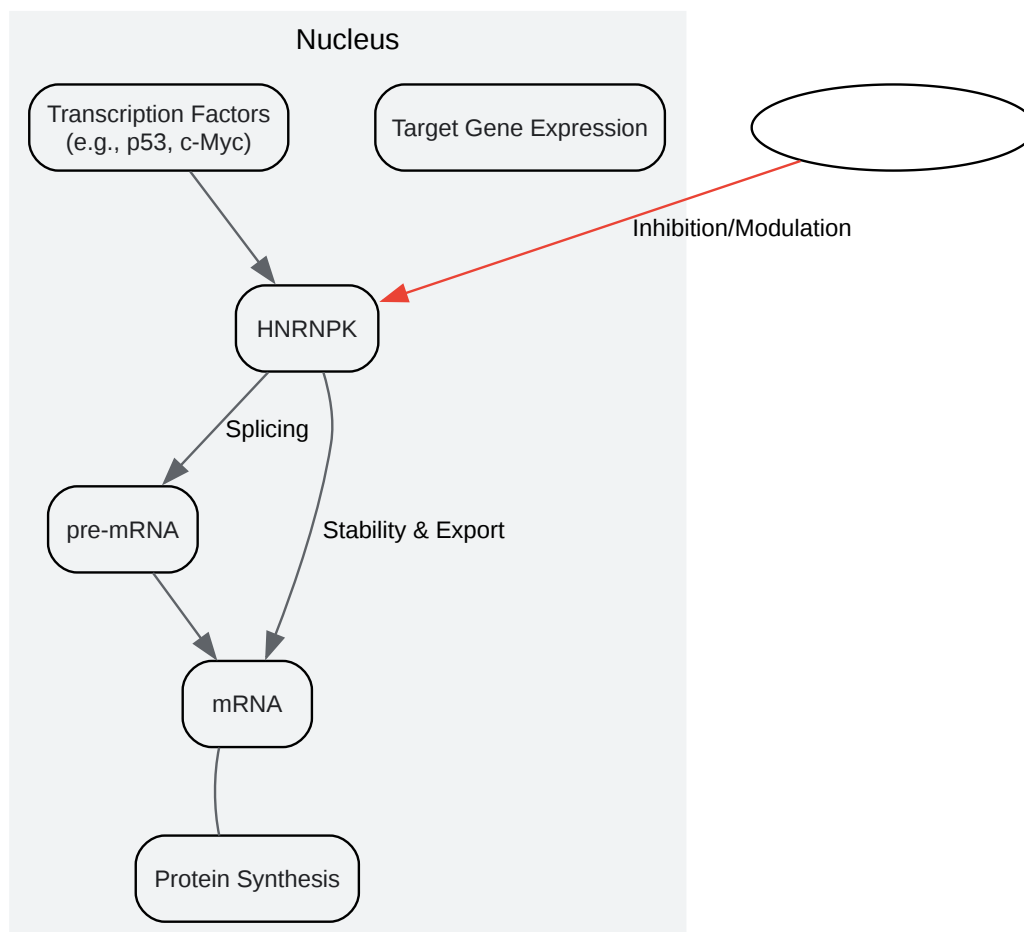 Nucleus
Transcription Factors
(e.g., p53, c-Myc)
Target Gene Expression
Inhibition/Modulation
HNRNPK
Splicing
pre-mRNA
Stability & Export
mRNA
Protein Synthesis